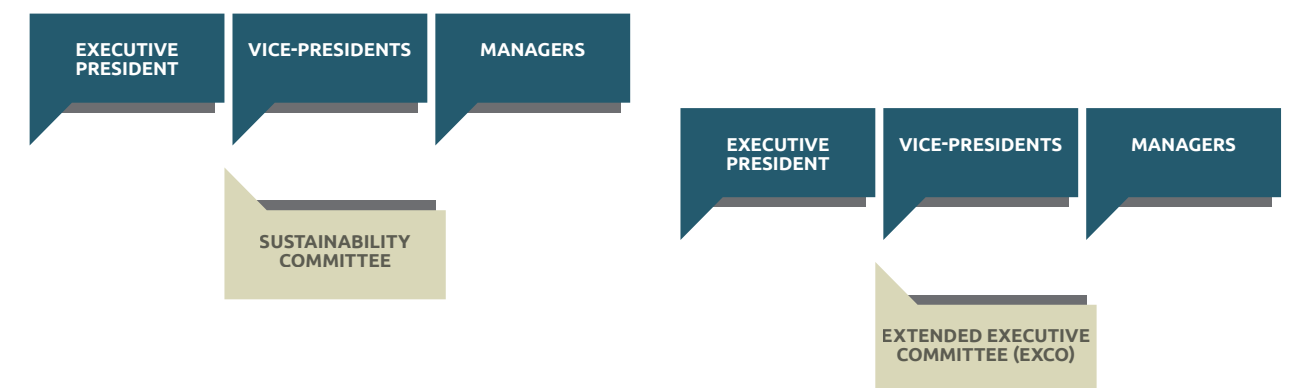 EXECUTIVE
PRESIDENT
VICE-PRESIDENTS
MANAGERS
SUSTAINABILITY
COMMITTEE
EXECUTIVE
PRESIDENT
VICE-PRESIDENTS
MANAGERS
EXTENDED EXECUTIVE
COMMITTEE (EXCO)